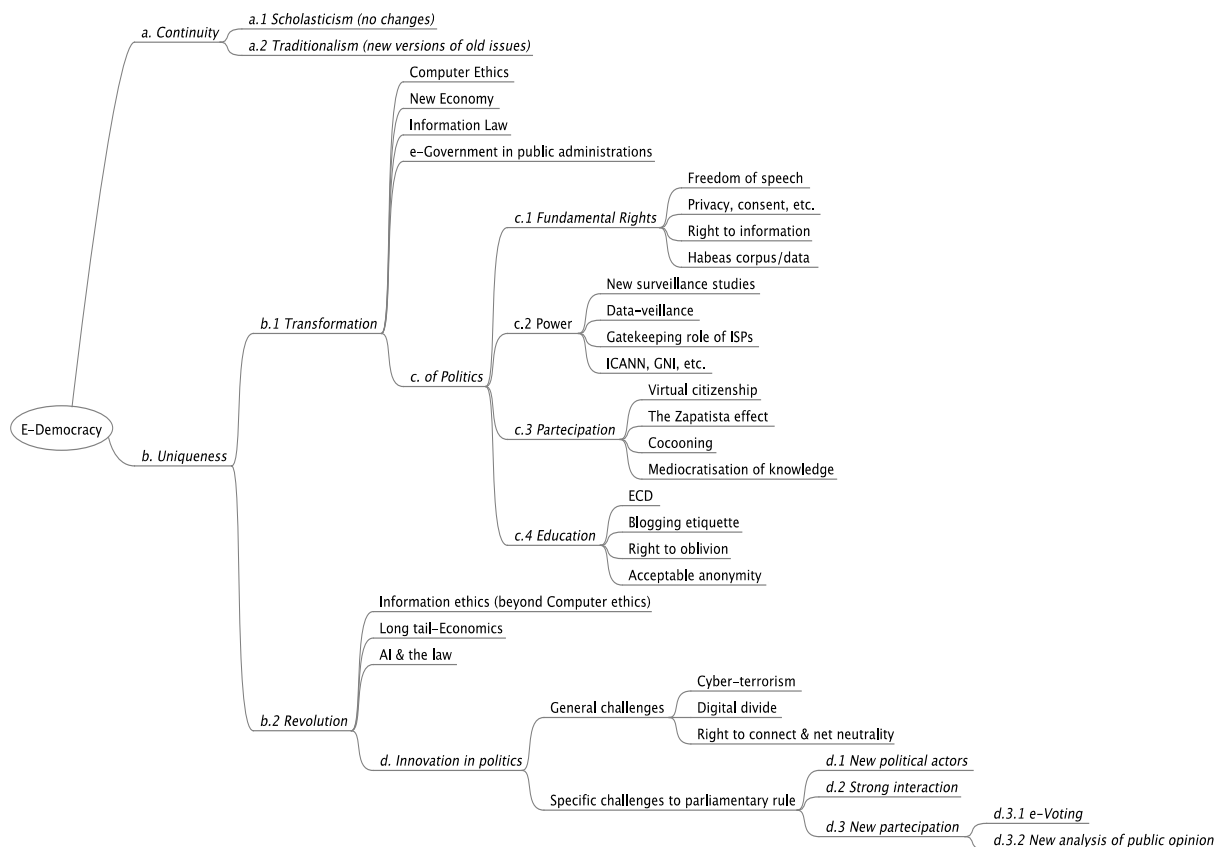 a.1 Scholasticism (no changes)
a. Continuity
a.2 Traditionalism (new versions of old issues)
Computer Ethics
New Economy
Information Law
e-Government in public administrations
Freedom of speech
Privacy, consent, etc.
c.1 Fundamental Rights
Right to information
Habeas corpus/data
New surveillance studies
Data-veillance
b.1 Transformation
c.2 Power
Gatekeeping role of ISPs
ICANN, GNI, etc.
c. of Politics
Virtual citizenship
The Zapatista effect
E-Democracy
c.3 Partecipation
Cocooning
b. Uniqueness
Mediocratisation of knowledge
ECD
Blogging etiquette
c.4 Education
Right to oblivion
Acceptable anonymity
Information ethics (beyond Computer ethics)
Long tail-Economics
AI & the law
Cyber-terrorism
General challenges
Digital divide
b.2 Revolution
Right to connect & net neutrality
d. Innovation in politics
d.1 New political actors
d.2 Strong interaction
Specific challenges to parliamentary rule
d.3.1 e-Voting
d.3 New partecipation
d.3.2 New analysis of public opinion